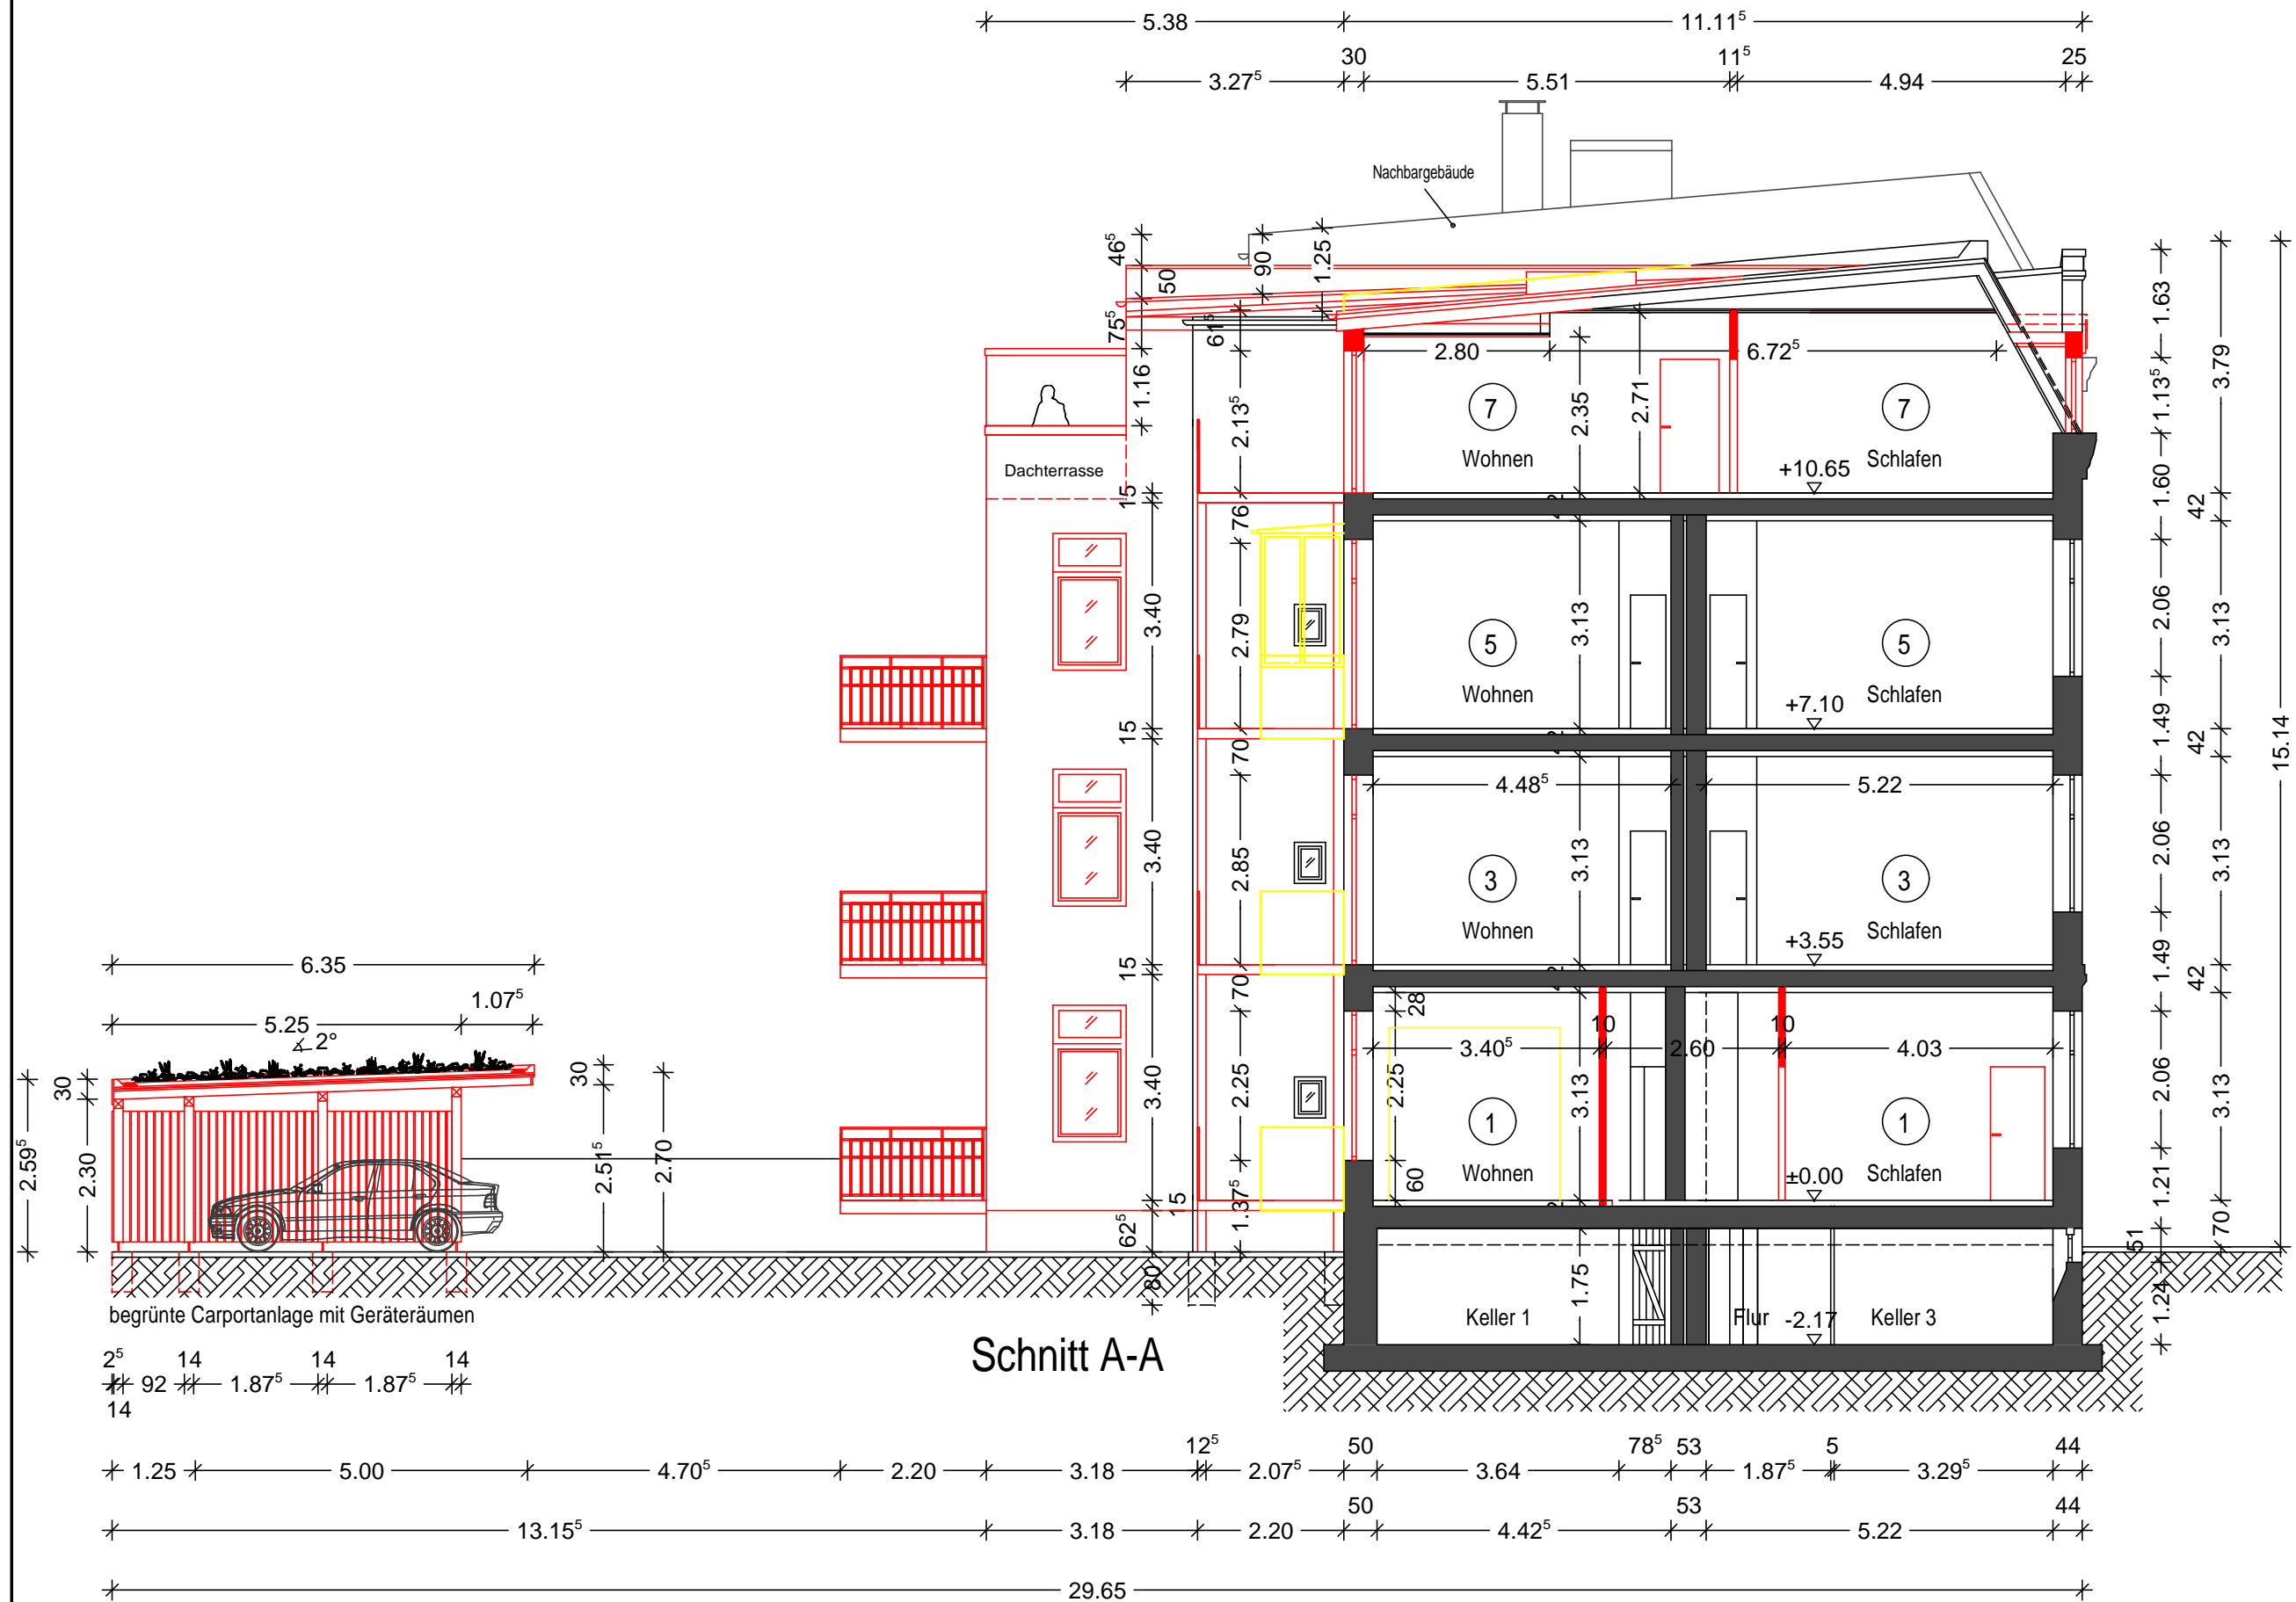 5.38 11.11⁵
30 11⁵ 25
3.27⁵ 5.51 4.94
Nachbargebäude
46⁵ 50 90 1.25
75⁵ 61⁵
1.63 3.79
2.80 6.72⁵
1.16 2.13⁵ 2.35 2.71 1.13⁵
7 7
Wohnen Schlafen
Dachterrasse
+10.65
1.60
15 76 42
3.40 2.79 3.13 2.06 3.13
5 5
Wohnen Schlafen
+7.10
1.49
15 70 42
15.14
4.48⁵ 5.22
3.40 2.85 3.13 2.06 3.13
3 3
Wohnen Schlafen
+3.55
1.49
15 70 42
6.35
1.07⁵
5.25
2°
28
10 10
3.40⁵ 2.60 4.03
30 30
2.59⁵ 2.30 2.51⁵ 2.70
3.40 2.25 2.25 3.13 2.06 3.13
1 1
Wohnen Schlafen
±0.00
60 1.21
15 1.37⁵
62⁵ 70
51
80 1.75 1.24
begrünte Carportanlage mit Geräteräumen
Keller 1 Flur -2.17 Keller 3
Schnitt A-A
2⁵ 14 14 14
92 1.87⁵ 1.87⁵
14
12⁵ 50 78⁵ 53 5 44
1.25 5.00 4.70⁵ 2.20 3.18 2.07⁵ 3.64 1.87⁵ 3.29⁵
50 53 44
13.15⁵ 3.18 2.20 4.42⁵ 5.22
29.65